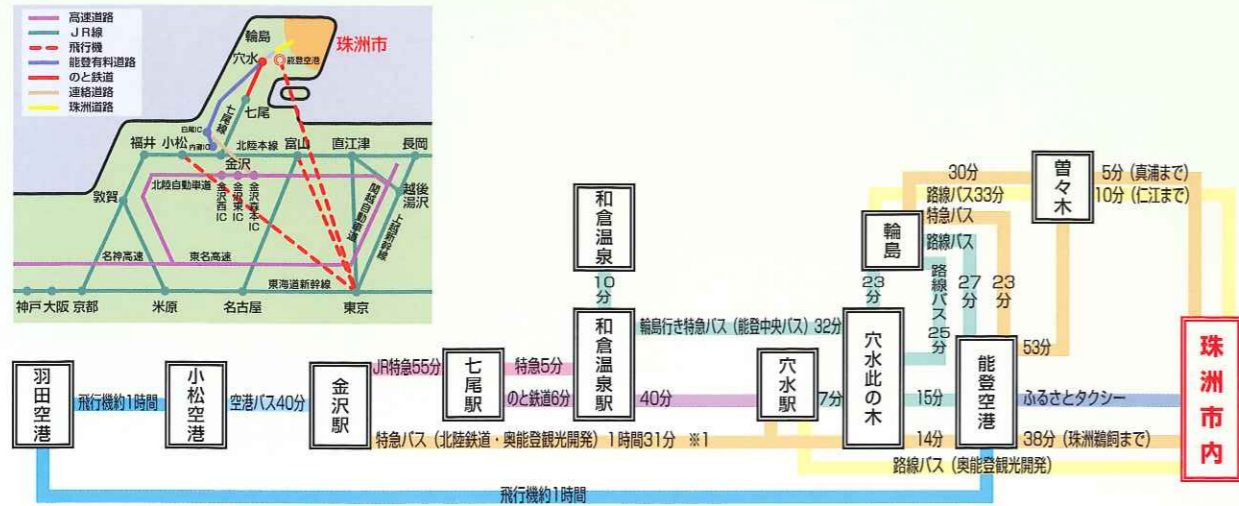 高速道路
JR線
飛行機
能登有料道路
のと鉄道
連絡道路
珠洲道路
輪島
珠洲市
穴水
能登空港
七尾
七尾線
白尾IC
内灘IC
福井
小松
北陸本線
富山
直江津
長岡
金沢
敦賀
北陸自動車道
金沢西IC
金沢東IC
金沢森本IC
関越自動車道
越後湯沢
上越新幹線
名神高速
東名高速
東海道新幹線
神戸
大阪
京都
米原
名古屋
東京
30分
曽々木
5分(真浦まで)
路線バス33分
10分(仁江まで)
輪島
特急バス
路線バス
和倉温泉
10分
23分
路線バス25分
27分
23分
輪島行き特急バス(能登中央バス)32分
53分
JR特急55分
七尾駅
特急5分
和倉温泉駅
穴水駅
穴水此の木
能登空港
珠洲市内
羽田空港
飛行機約1時間
小松空港
空港バス40分
金沢駅
のと鉄道6分
40分
7分
15分
ふるさとタクシー
特急バス(北陸鉄道・奥能登観光開発)1時間31分 ※1
14分
38分(珠洲鵜飼まで)
路線バス(奥能登観光開発)
飛行機約1時間